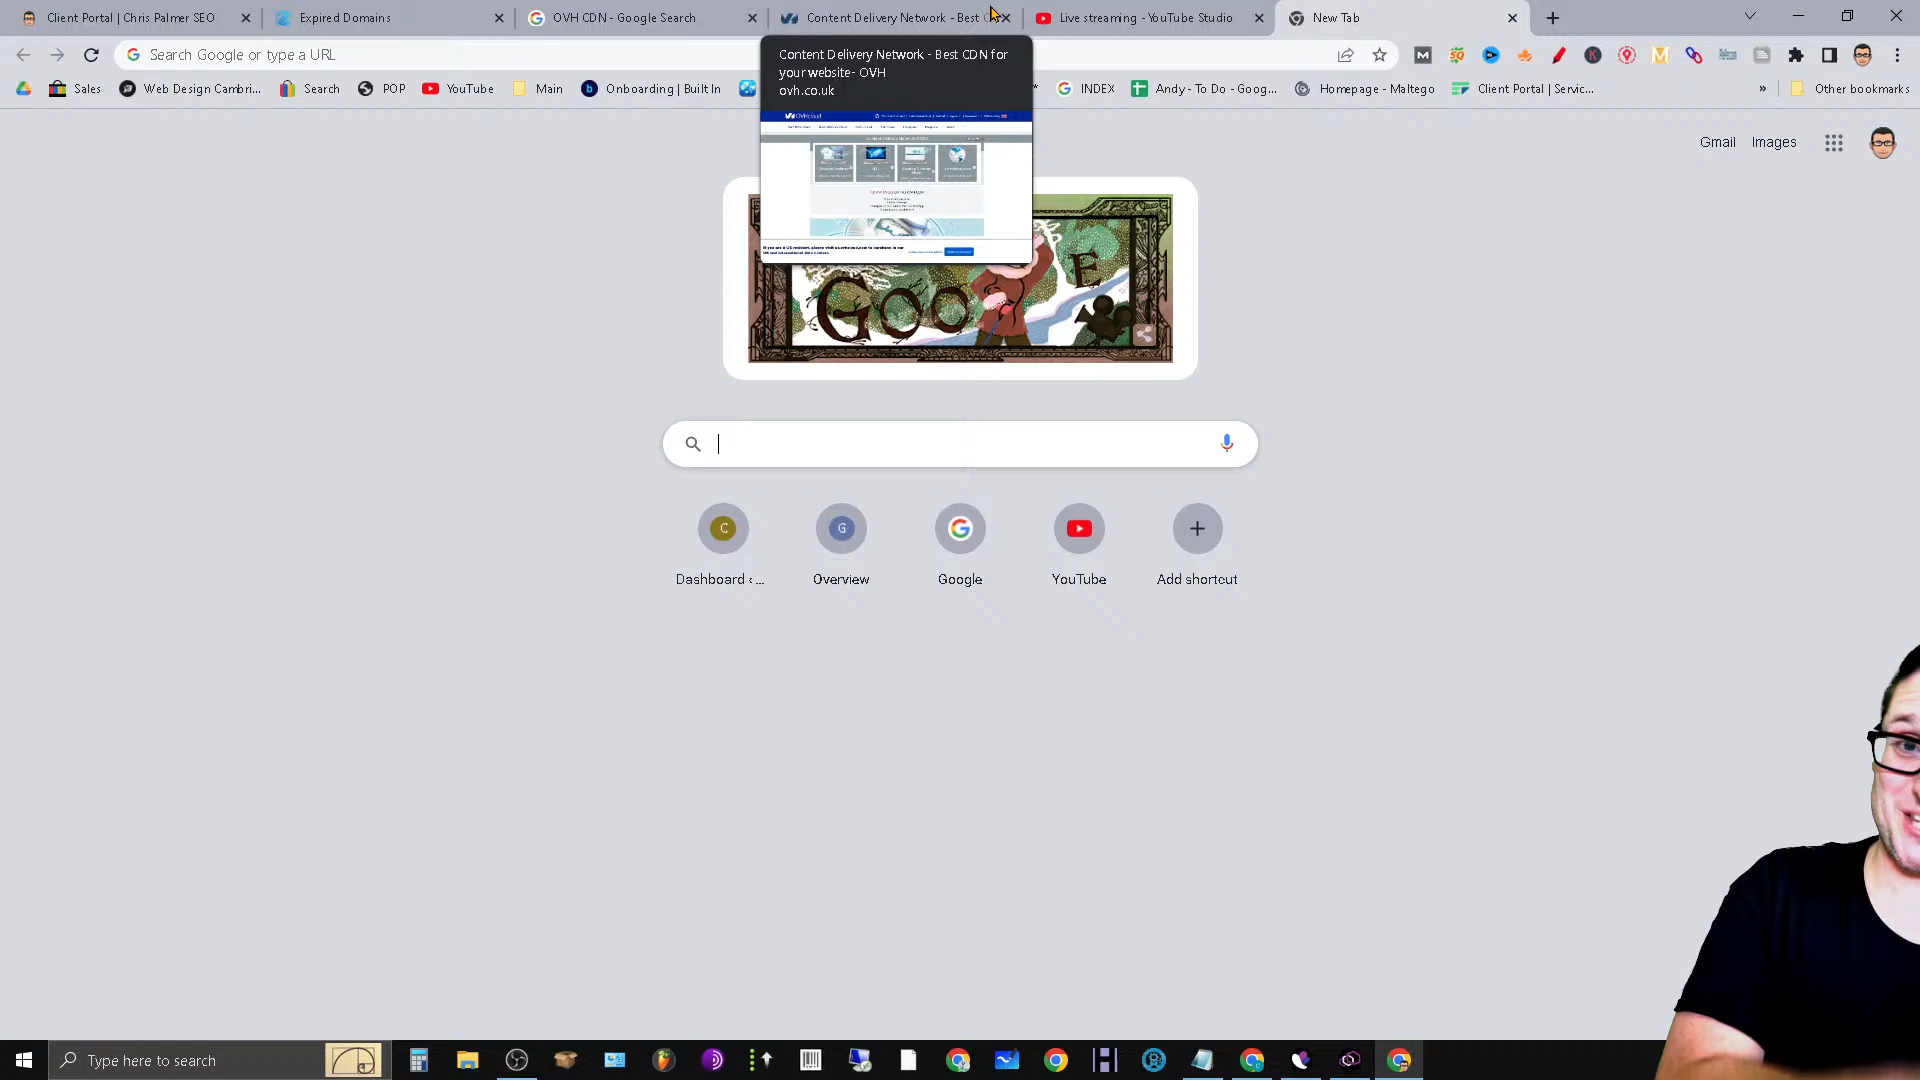 Client Portal | Chris Palmer SEO
Expired Domains
OVH CDN - Google Search
Content Delivery Network - Best C
Live streaming - YouTube Studio
New Tab
Search Google or type a URL
Content Delivery Network - Best CDN for
your website- OVH
ovh.co.uk
Sales
Web Design Cambri...
Search
POP
YouTube
Main
Onboarding | Built In
INDEX
Andy - To Do - Goog...
Homepage - Maltego
Client Portal | Servic...
»
Other bookmarks
Gmail
Images
GOO
E
C
G
Dashboard ‹ ...
Overview
Google
YouTube
Add shortcut
Type here to search